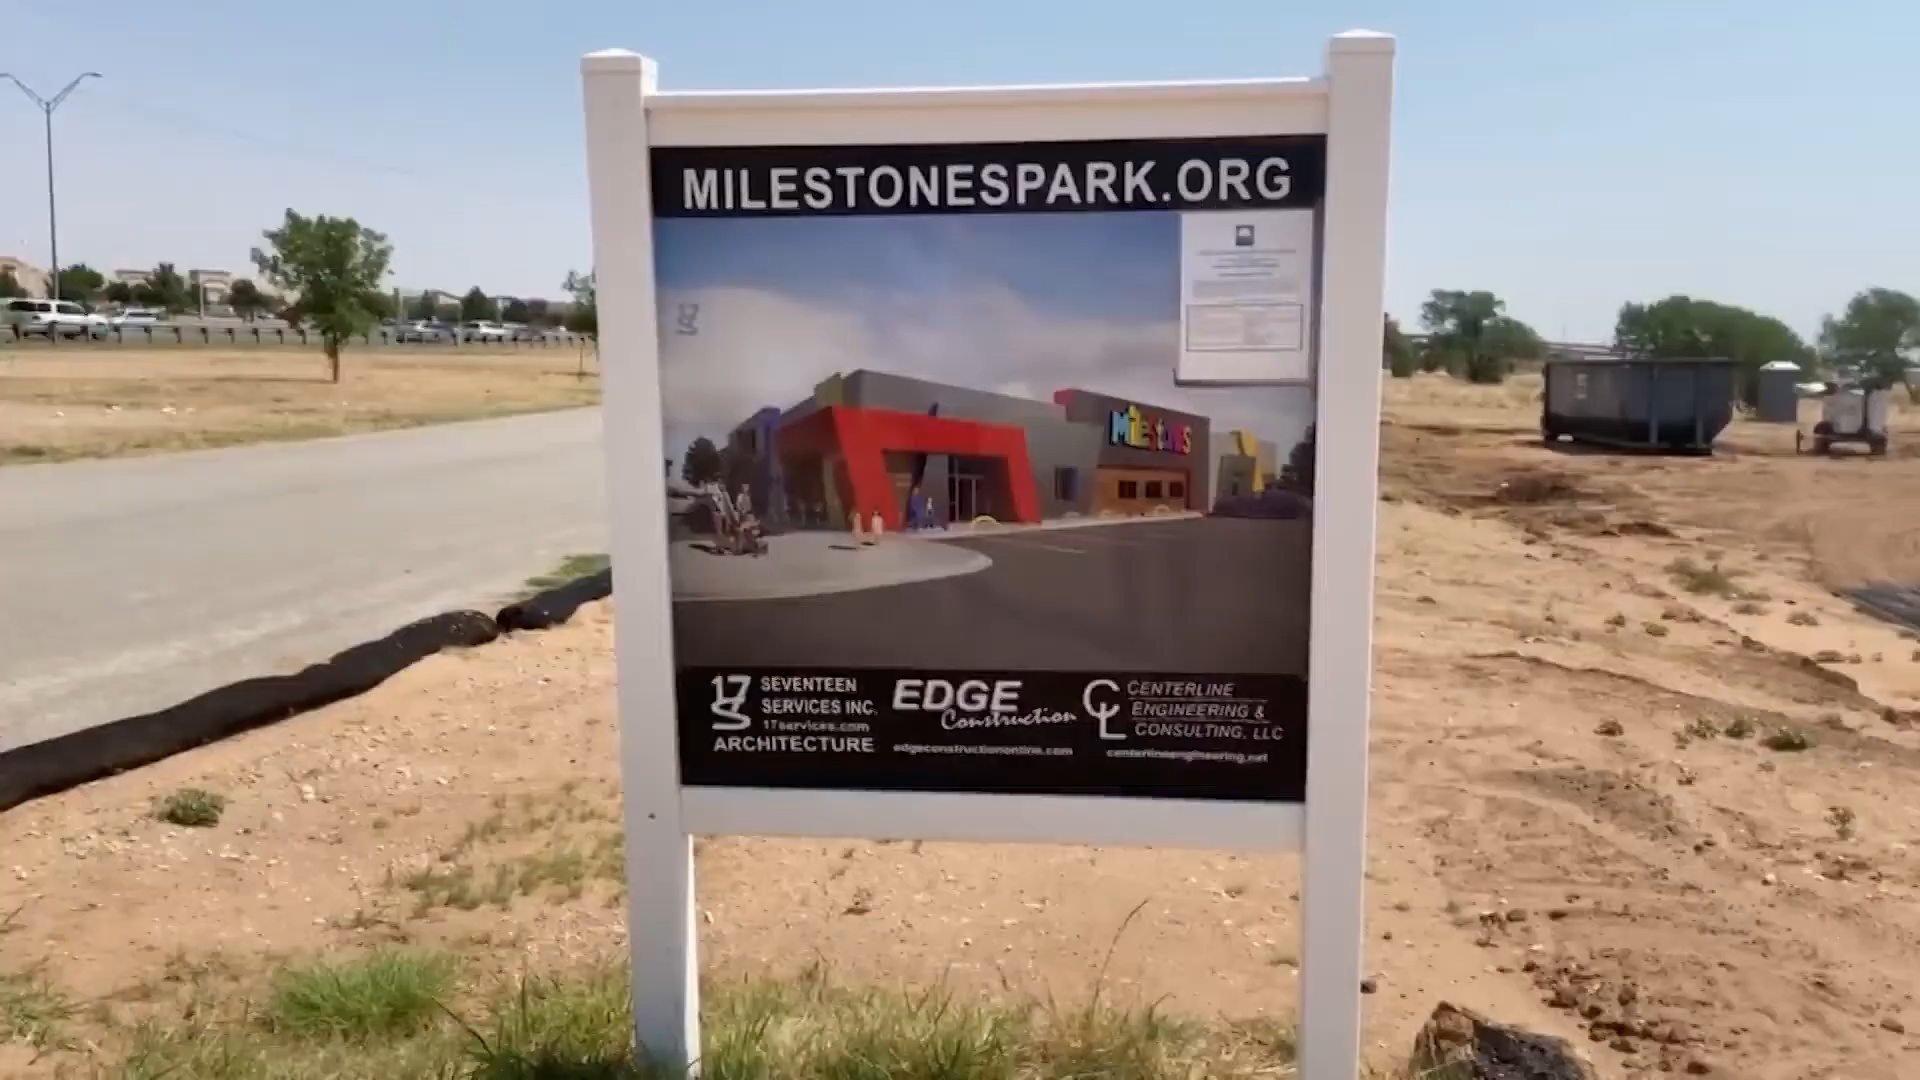 MILESTONESPARK.ORG
MilestoNes
17
S
SEVENTEEN
SERVICES INC.
17services.com
ARCHITECTURE
EDGE
Construction
edgeconstructiononline.com
CL
CENTERLINE
ENGINEERING &
CONSULTING, LLC
centerlineengineering.net